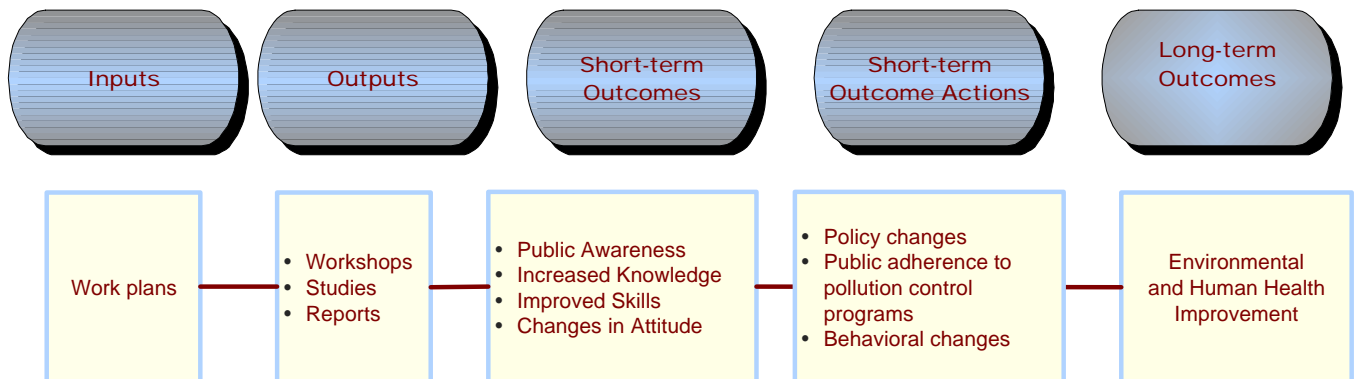 Inputs
Outputs
Short-term
Outcomes
Short-term
Outcome Actions
Long-term
Outcomes
Work plans
• Workshops
• Studies
• Reports
• Public Awareness
• Increased Knowledge
• Improved Skills
• Changes in Attitude
• Policy changes
• Public adherence to
pollution control
programs
• Behavioral changes
Environmental
and Human Health
Improvement